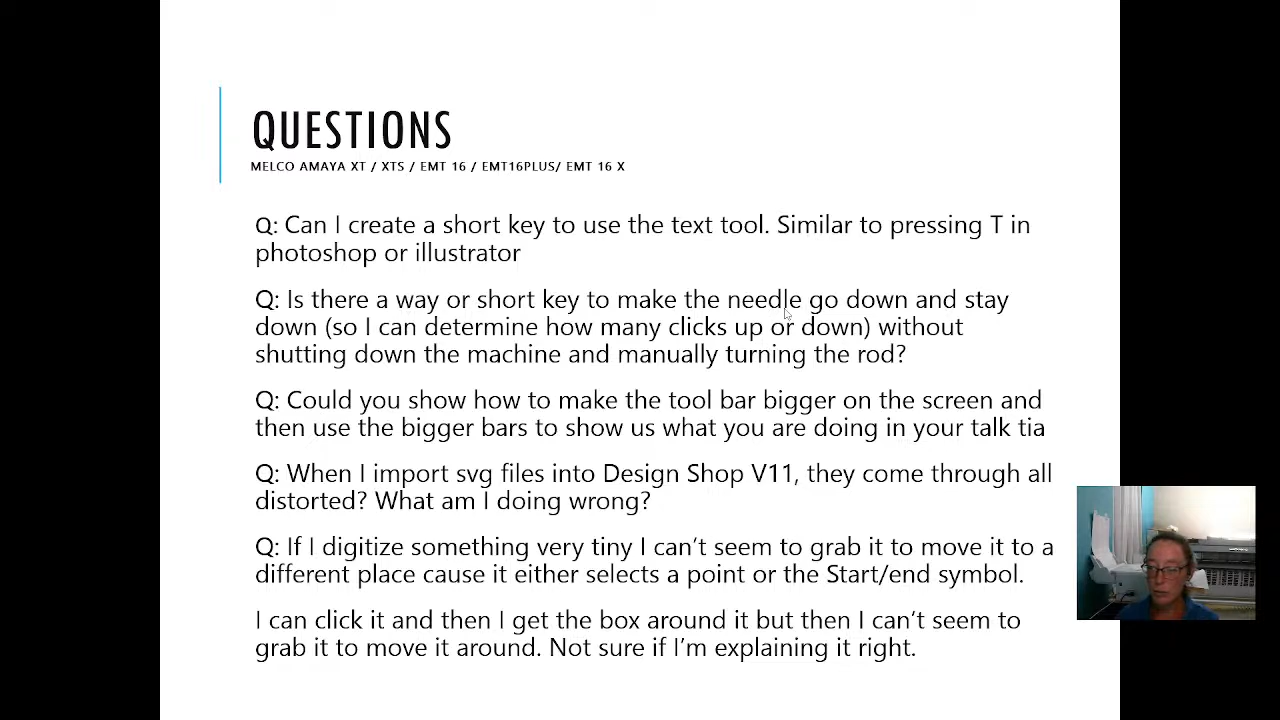 QUESTIONS
MELCO AMAYA XT / XTS / EMT 16 / EMT16PLUS/ EMT 16 X
Q: Can I create a short key to use the text tool. Similar to pressing T in
photoshop or illustrator
Q: Is there a way or short key to make the needle go down and stay
down (so I can determine how many clicks up or down) without
shutting down the machine and manually turning the rod?
Q: Could you show how to make the tool bar bigger on the screen and
then use the bigger bars to show us what you are doing in your talk tia
Q: When I import svg files into Design Shop V11, they come through all
distorted? What am I doing wrong?
Q: If I digitize something very tiny I can't seem to grab it to move it to a
different place cause it either selects a point or the Start/end symbol.
I can click it and then I get the box around it but then I can't seem to
grab it to move it around. Not sure if I'm explaining it right.